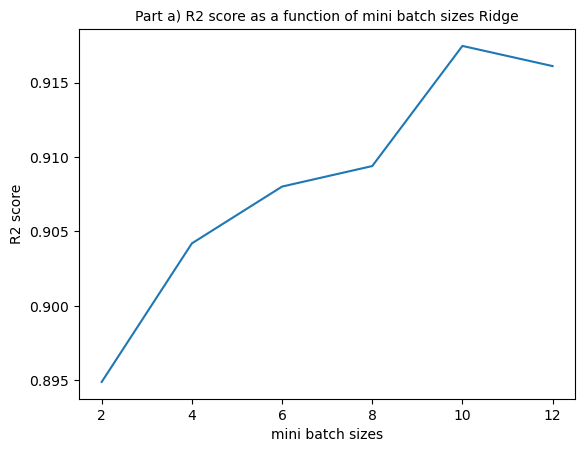 Part a) R2 score as a function of mini batch sizes Ridge
R2 score
0.915
0.910
0.905
0.900
0.895
2 4 6 8 10 12
mini batch sizes